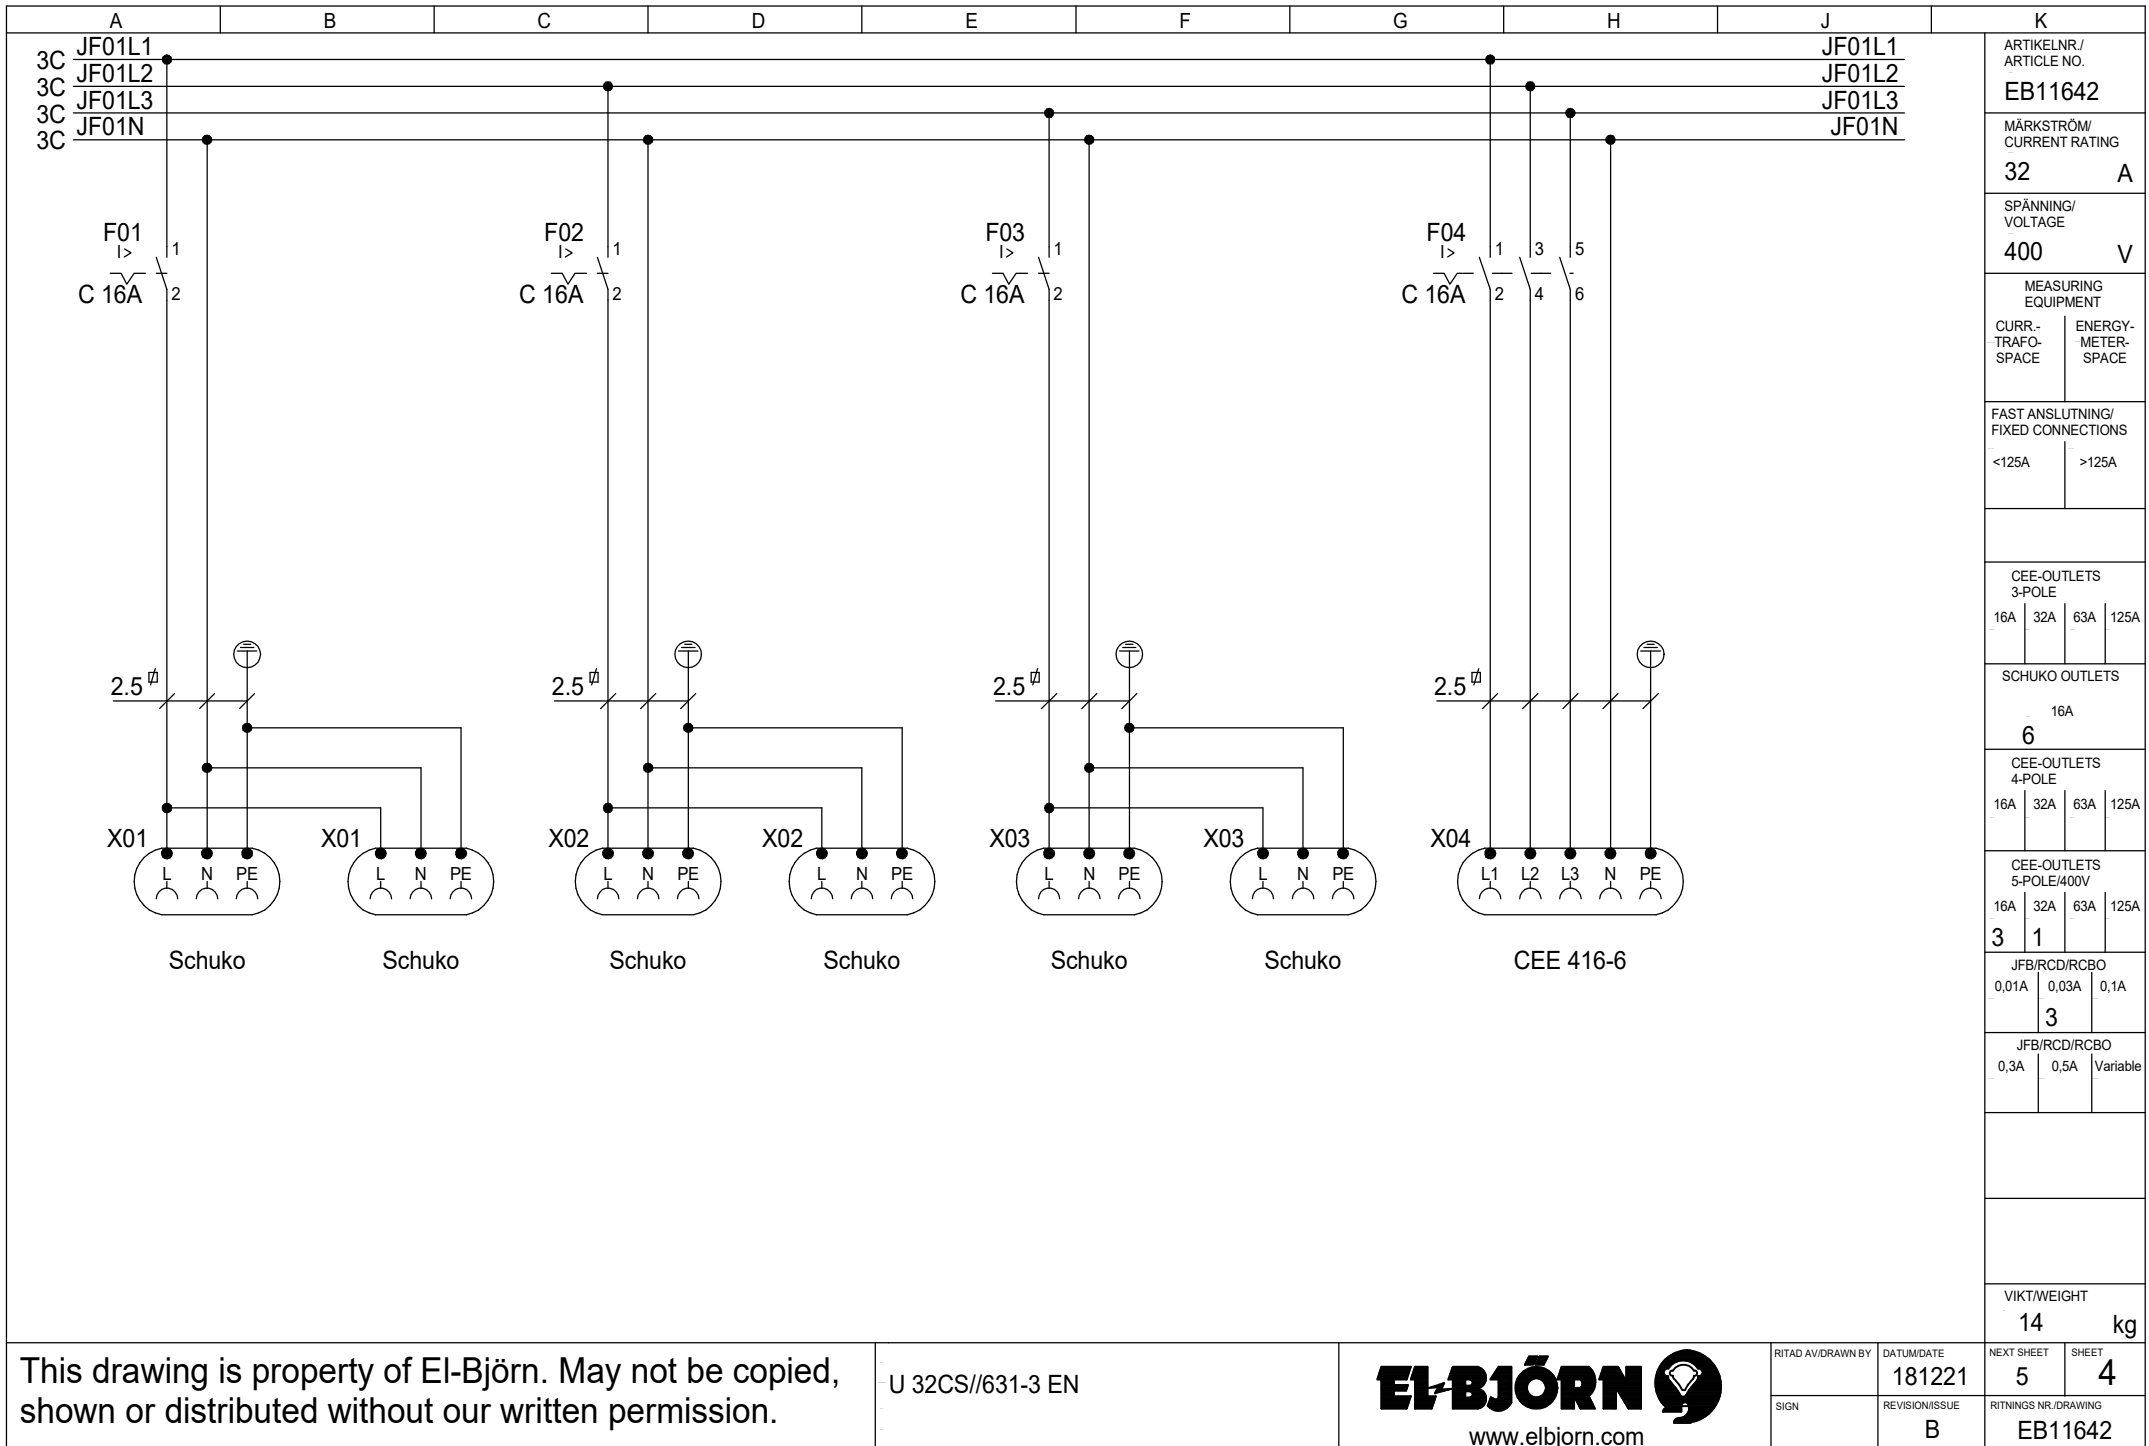 A B C D E F G H J K
3C JF01L1 JF01L1
3C JF01L2 JF01L2
3C JF01L3 JF01L3
3C JF01N JF01N
F01 F02 F03 F04
I> 1 I> 1 I> 1 I> 1 3 5
C 16A 2 C 16A 2 C 16A 2 C 16A 2 4 6
2.5 2.5 2.5 2.5
X01 X01 X02 X02 X03 X03 X04
L N PE L N PE L N PE L N PE L N PE L N PE L1 L2 L3 N PE
Schuko Schuko Schuko Schuko Schuko Schuko CEE 416-6
ARTIKELNR./
ARTICLE NO.
EB11642
MÄRKSTRÖM/
CURRENT RATING
32 A
SPÄNNING/
VOLTAGE
400 V
MEASURING
EQUIPMENT
CURR.- ENERGY-
TRAFO- METER-
SPACE SPACE
FAST ANSLUTNING/
FIXED CONNECTIONS
<125A >125A
CEE-OUTLETS
3-POLE
16A 32A 63A 125A
SCHUKO OUTLETS
16A
6
CEE-OUTLETS
4-POLE
16A 32A 63A 125A
CEE-OUTLETS
5-POLE/400V
16A 32A 63A 125A
3 1
JFB/RCD/RCBO
0,01A 0,03A 0,1A
3
JFB/RCD/RCBO
0,3A 0,5A Variable
VIKT/WEIGHT
14 kg
This drawing is property of El-Björn. May not be copied,
shown or distributed without our written permission.
U 32CS//631-3 EN
EL-BJÖRN
www.elbjorn.com
RITAD AV/DRAWN BY
DATUM/DATE
181221
NEXT SHEET
5
SHEET
4
SIGN
REVISION/ISSUE
B
RITNINGS NR./DRAWING
EB11642